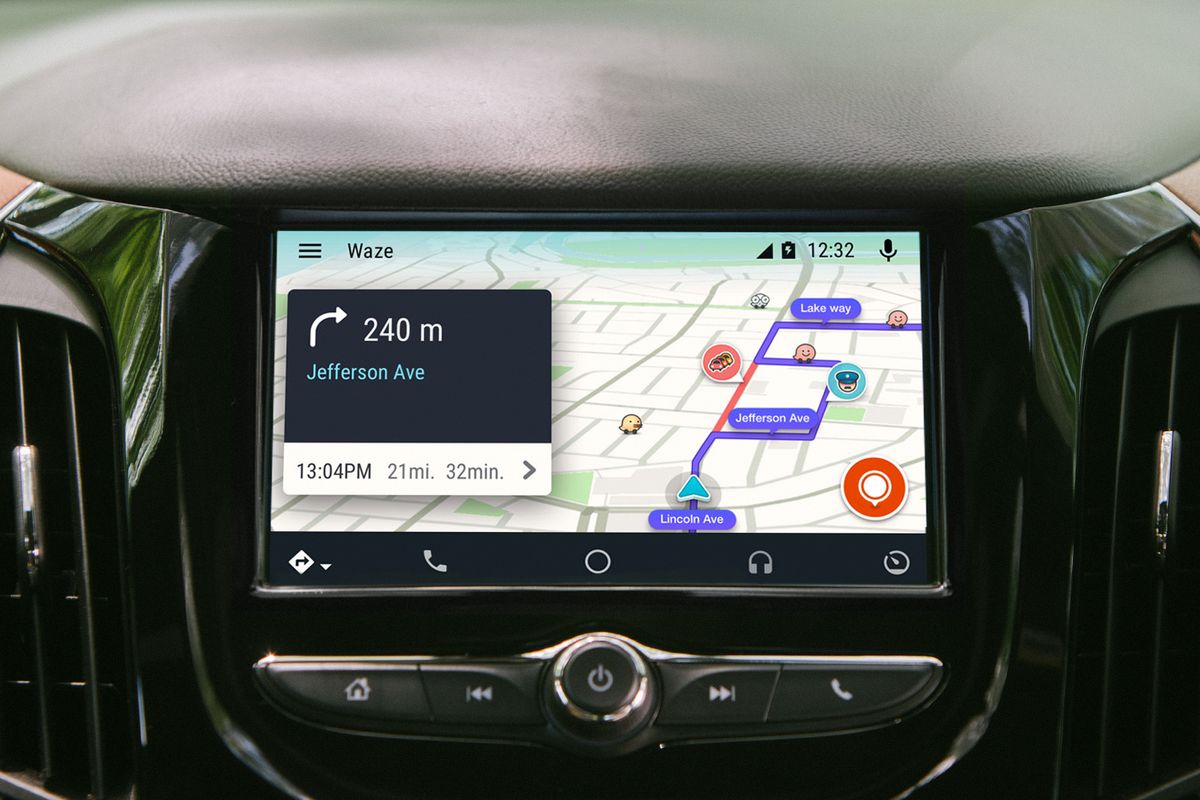 Waze
12:32
240 m
Jefferson Ave
13:04PM 21mi. 32min.
Lake way
Jefferson Ave
Lincoln Ave